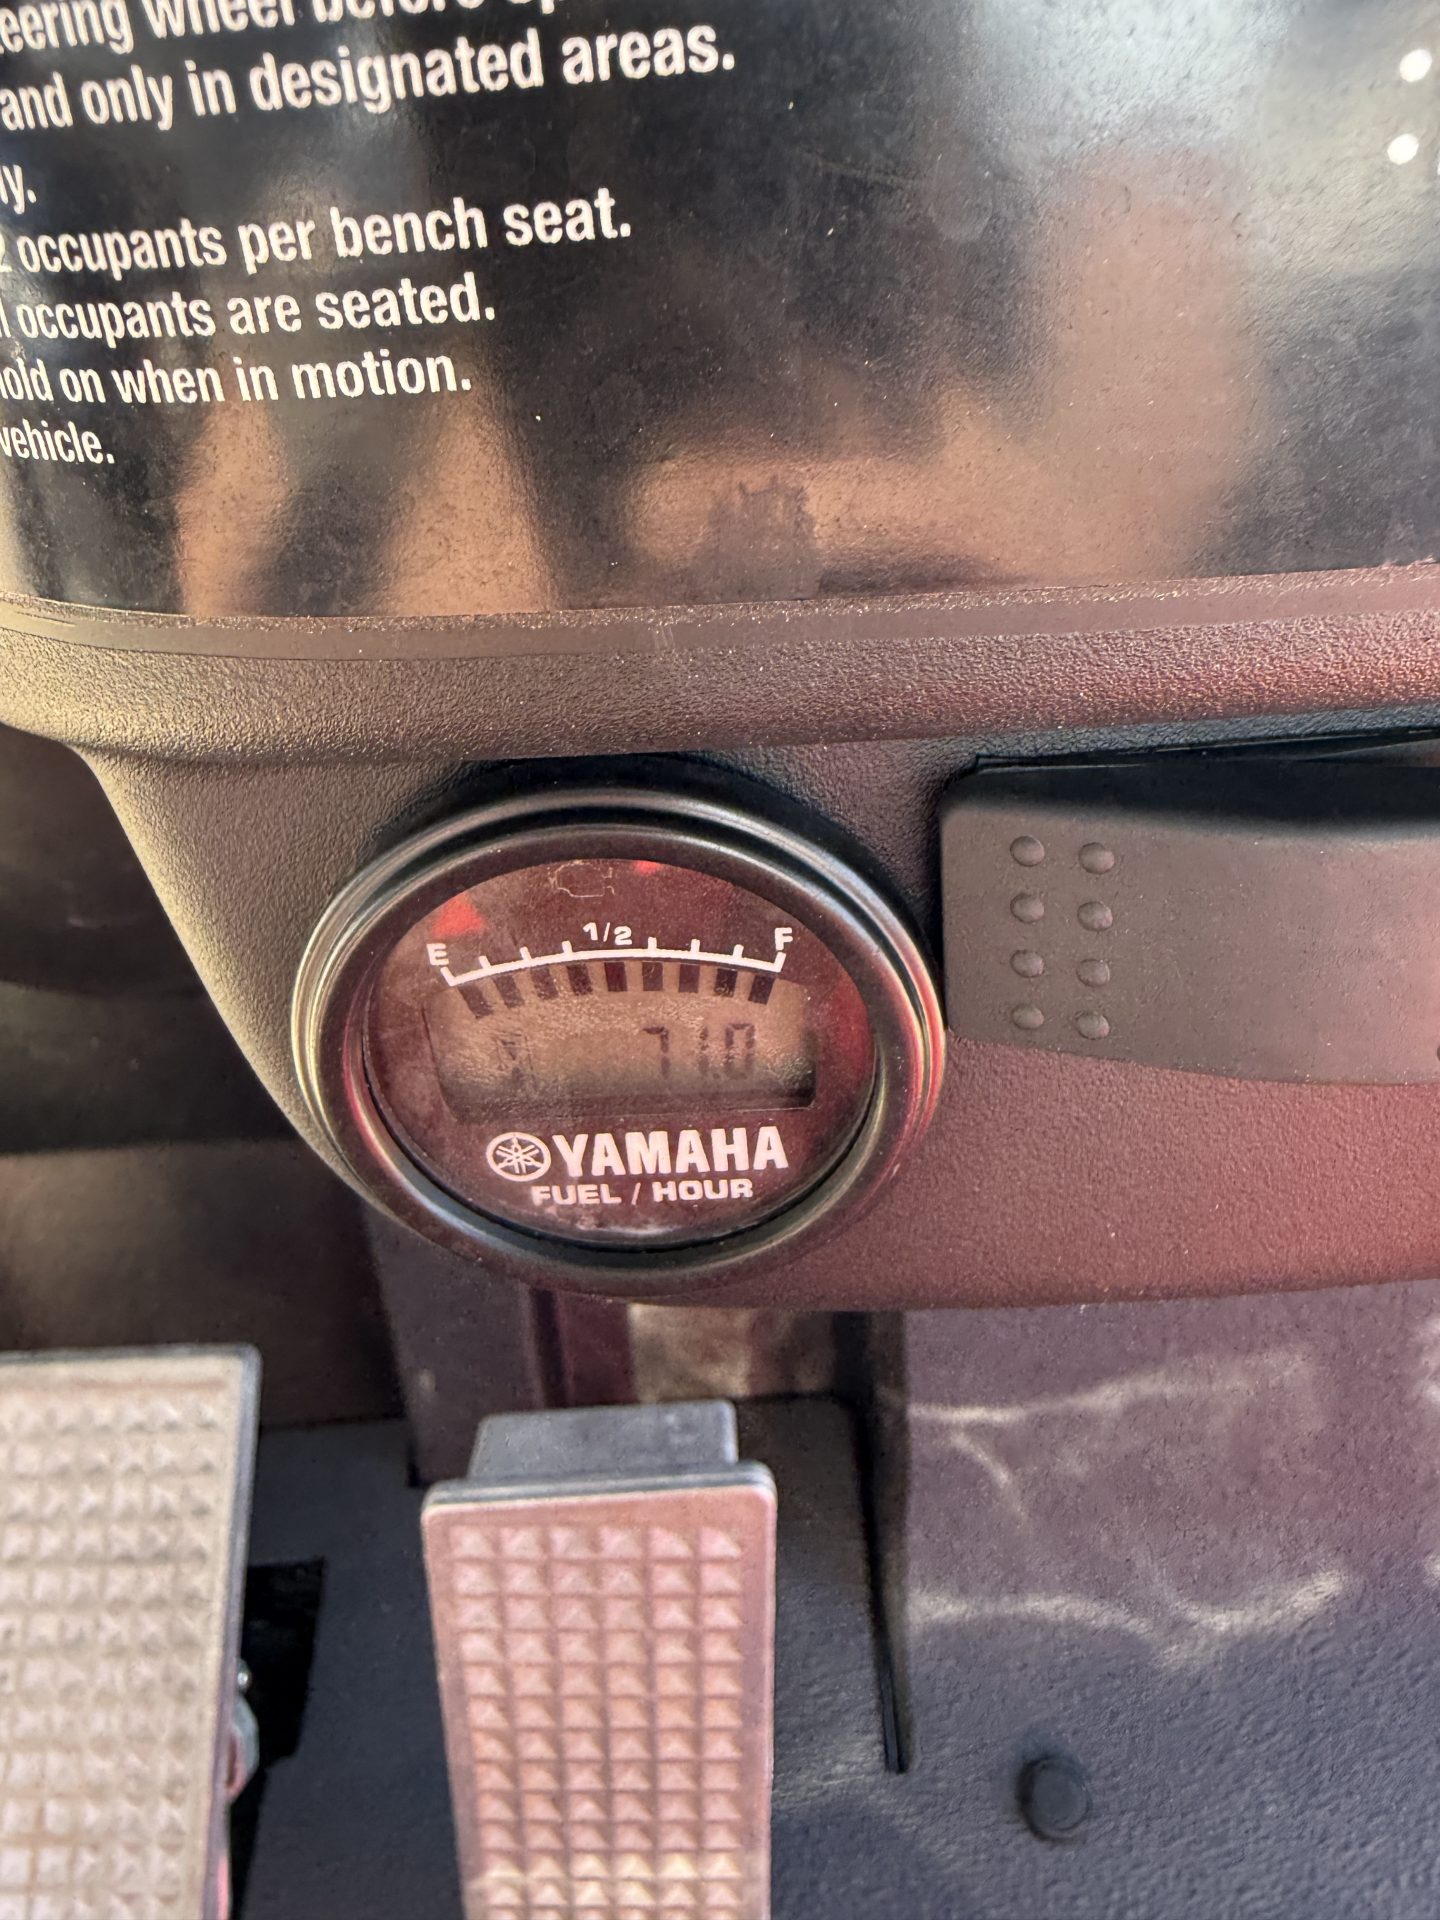 and only in designated areas.
occupants per bench seat.
occupants are seated.
on when in motion.
vehicle.
E 1/2 F
71.0
YAMAHA
FUEL / HOUR